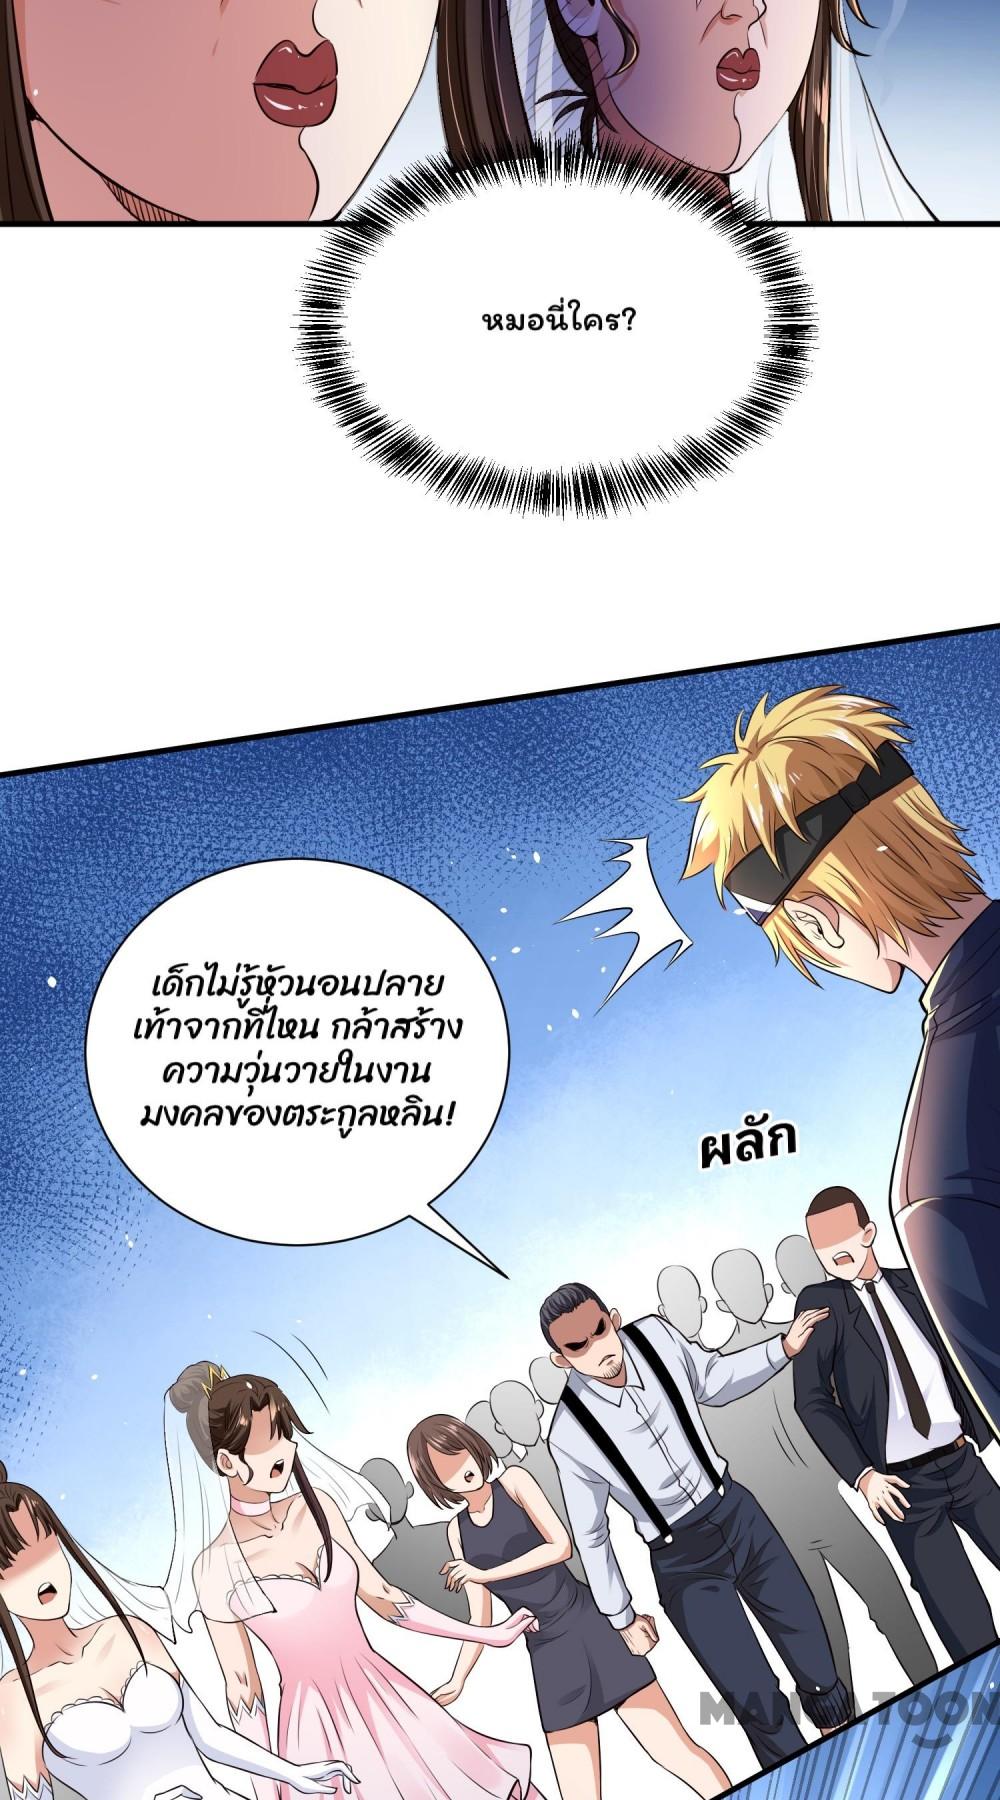 หมอนี่ใคร?
เด็กไม่รู้หัวนอนปลาย
เท้าจากที่ไหน กล้าสร้าง
ความวุ่นวายในงาน
มงคลของตระกูลหลิน!
ผลัก
MANGATOON